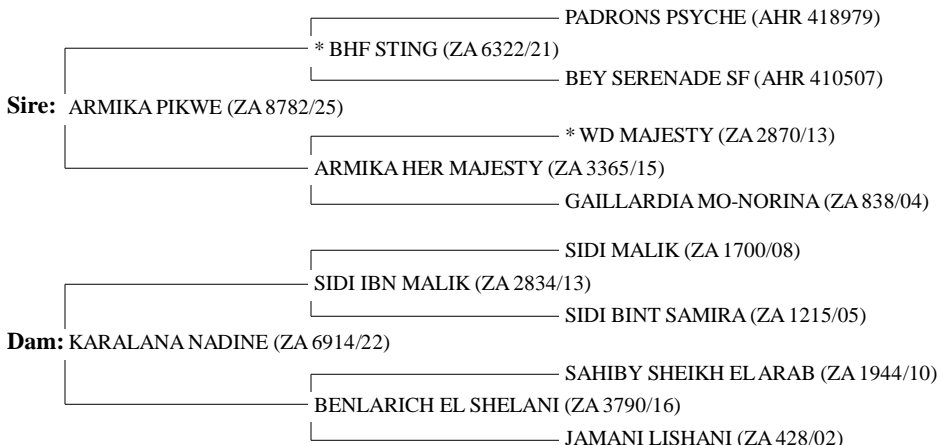 PADRONS PSYCHE (AHR 418979)
* BHF STING (ZA 6322/21)
BEY SERENADE SF (AHR 410507)
Sire: ARMIKA PIKWE (ZA 8782/25)
* WD MAJESTY (ZA 2870/13)
ARMIKA HER MAJESTY (ZA 3365/15)
GAILLARDIA MO-NORINA (ZA 838/04)
SIDI MALIK (ZA 1700/08)
SIDI IBN MALIK (ZA 2834/13)
SIDI BINT SAMIRA (ZA 1215/05)
Dam: KARALANA NADINE (ZA 6914/22)
SAHIBY SHEIKH EL ARAB (ZA 1944/10)
BENLARICH EL SHELANI (ZA 3790/16)
JAMANI LISHANI (ZA 428/02)